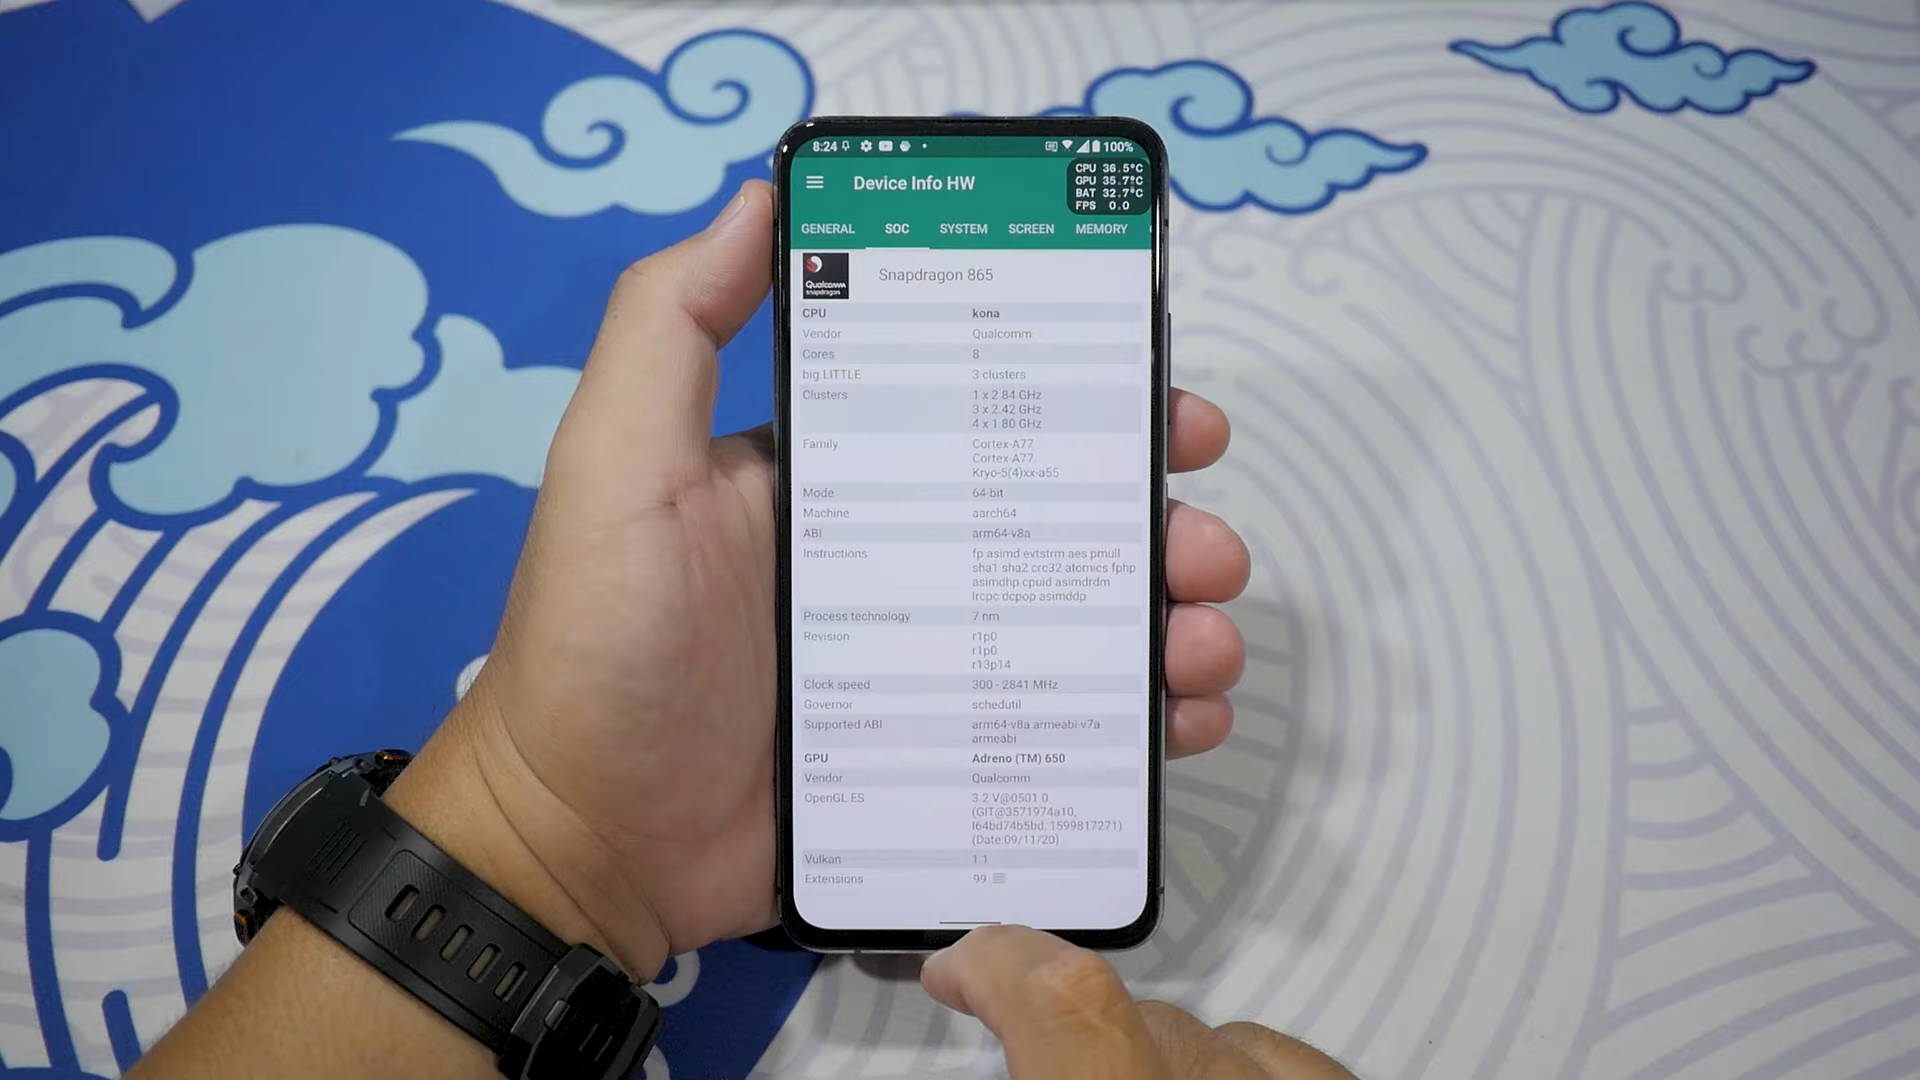 8:24 100%
Device Info HW
CPU 36.5°C
GPU 35.7°C
BAT 32.7°C
FPS 0.0
GENERAL SOC SYSTEM SCREEN MEMORY
Qualcomm
snapdragon
Snapdragon 865
CPU kona
Vendor Qualcomm
Cores 8
big.LITTLE 3 clusters
Clusters 1 x 2.84 GHz
3 x 2.42 GHz
4 x 1.80 GHz
Family Cortex-A77
Cortex-A77
Kryo-5(4)xx-a55
Mode 64-bit
Machine aarch64
ABI arm64-v8a
Instructions fp asimd evtstrm aes pmull
sha1 sha2 crc32 atomics fphp
asimdhp cpuid asimdrdm
lrcpc dcpop asimddp
Process technology 7 nm
Revision r1p0
r1p0
r13p14
Clock speed 300 - 2841 MHz
Governor schedutil
Supported ABI arm64-v8a armeabi-v7a
armeabi
GPU Adreno (TM) 650
Vendor Qualcomm
OpenGL ES 3.2 V@0501.0
(GIT@3571974a10,
I64bd74b5bd, 1599817271)
(Date:09/11/20)
Vulkan 1.1
Extensions 99